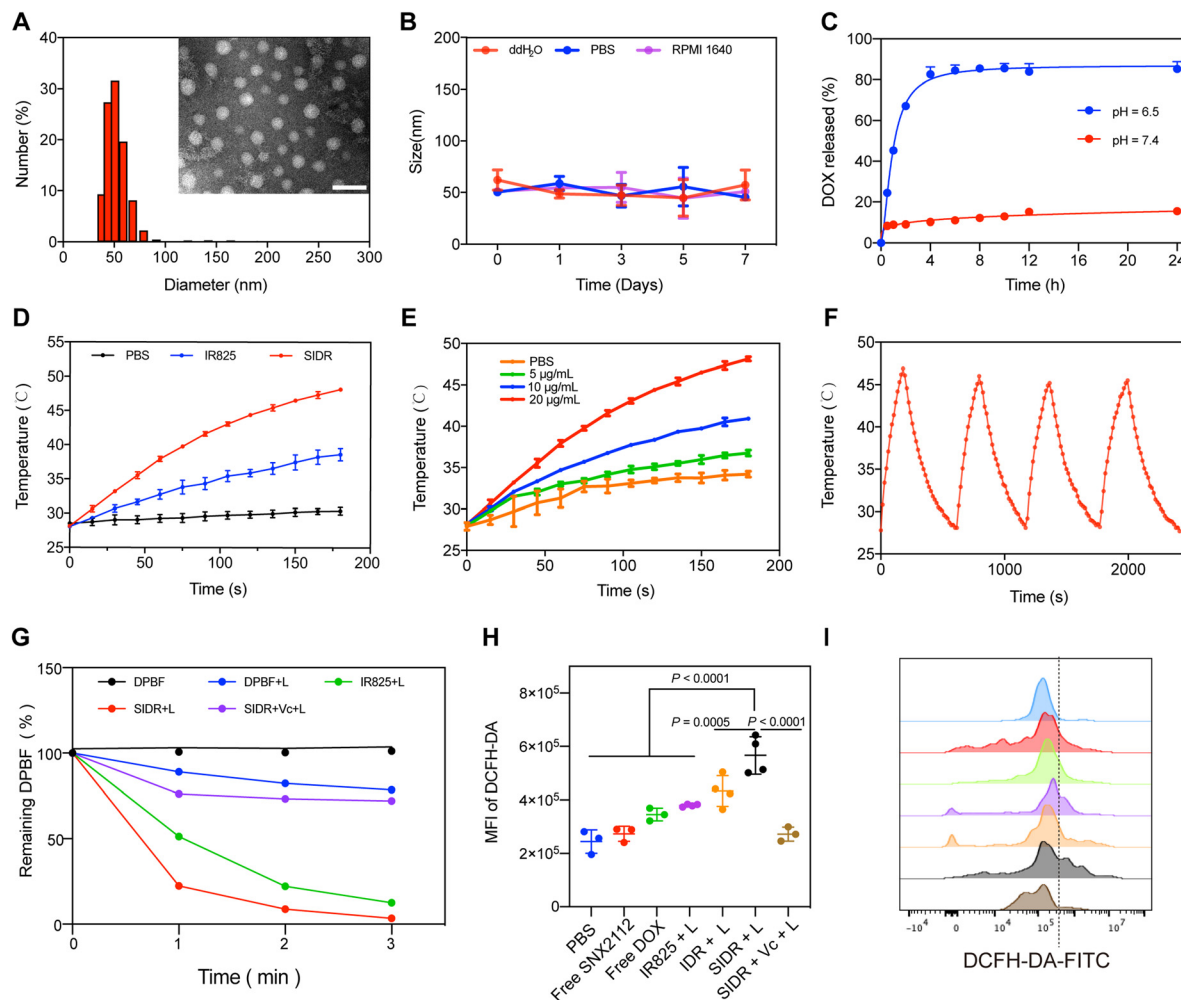 A
Number (%)
40
30
20
10
0
0 50 100 150 200 250 300
Diameter (nm)
B
Size(nm)
200
150
100
50
0
ddH₂O PBS RPMI 1640
0 1 3 5 7
Time (Days)
C
DOX released (%)
100
80
60
40
20
0
pH = 6.5
pH = 7.4
0 4 8 12 16 20 24
Time (h)
D
Temperature (℃)
55
50
45
40
35
30
25
PBS IR825 SIDR
0 50 100 150 200
Time (s)
E
Temperature (℃)
50
45
40
35
30
25
PBS
5 µg/mL
10 µg/mL
20 µg/mL
0 50 100 150 200
Time (s)
F
Temperature (℃)
50
45
40
35
30
25
0 1000 2000
Time (s)
G
Remaining DPBF (%)
150
100
50
0
DPBF DPBF+L IR825+L
SIDR+L SIDR+Vc+L
0 1 2 3
Time ( min )
H
MFI of DCFH-DA
8×10⁵
6×10⁵
4×10⁵
2×10⁵
0
P < 0.0001
P = 0.0005 P < 0.0001
PBS
Free SNX2112
Free DOX
IR825 + L
IDR + L
SIDR + L
SIDR + Vc + L
I
-10⁴ 0 10⁴ 10⁵ 10⁷
DCFH-DA-FITC